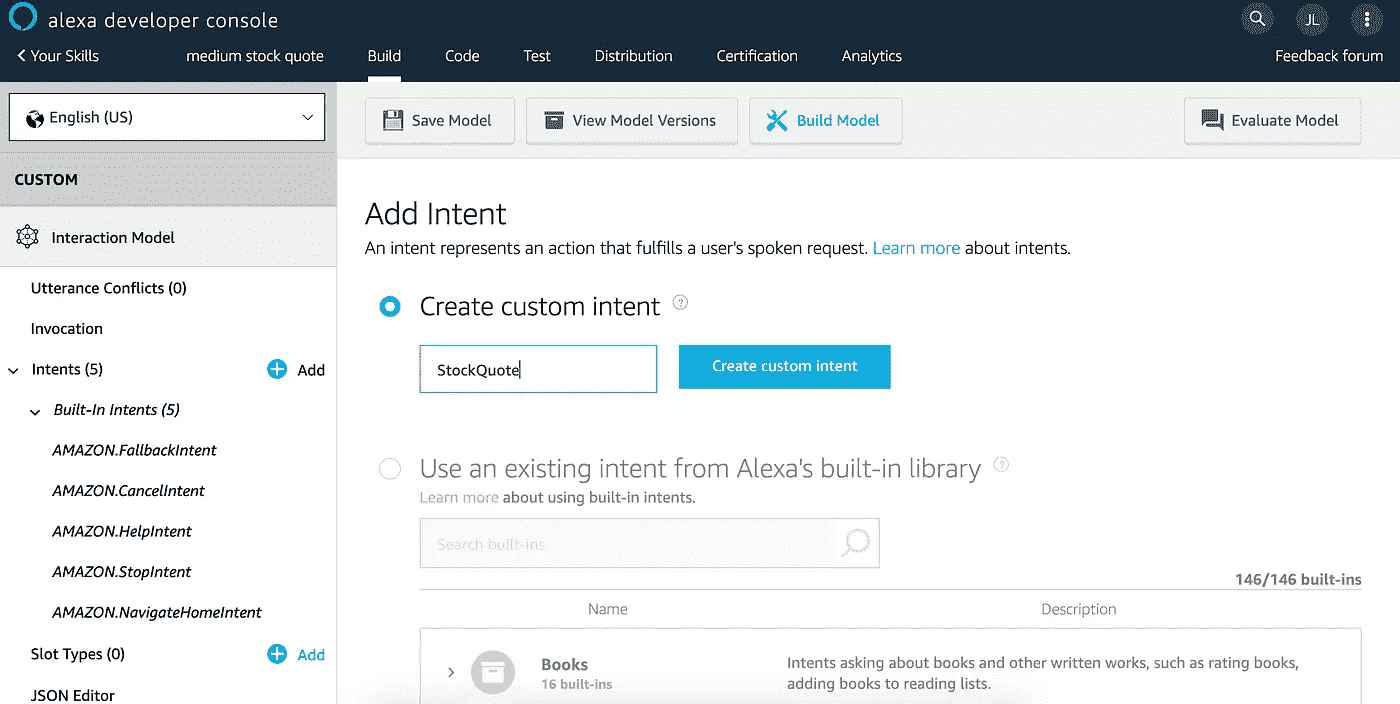 alexa developer console
JL
Your Skills
medium stock quote
Build
Code
Test
Distribution
Certification
Analytics
Feedback forum
English (US)
Save Model
View Model Versions
Build Model
Evaluate Model
CUSTOM
Interaction Model
Utterance Conflicts (0)
Invocation
Intents (5)
Add
Built-In Intents (5)
AMAZON.FallbackIntent
AMAZON.CancelIntent
AMAZON.HelpIntent
AMAZON.StopIntent
AMAZON.NavigateHomeIntent
Slot Types (0)
Add
JSON Editor
Add Intent
An intent represents an action that fulfills a user's spoken request. Learn more about intents.
Create custom intent ?
StockQuote
Create custom intent
Use an existing intent from Alexa's built-in library ?
Learn more about using built-in intents.
Search built-ins
146/146 built-ins
Name
Description
Books
16 built-ins
Intents asking about books and other written works, such as rating books,
adding books to reading lists.